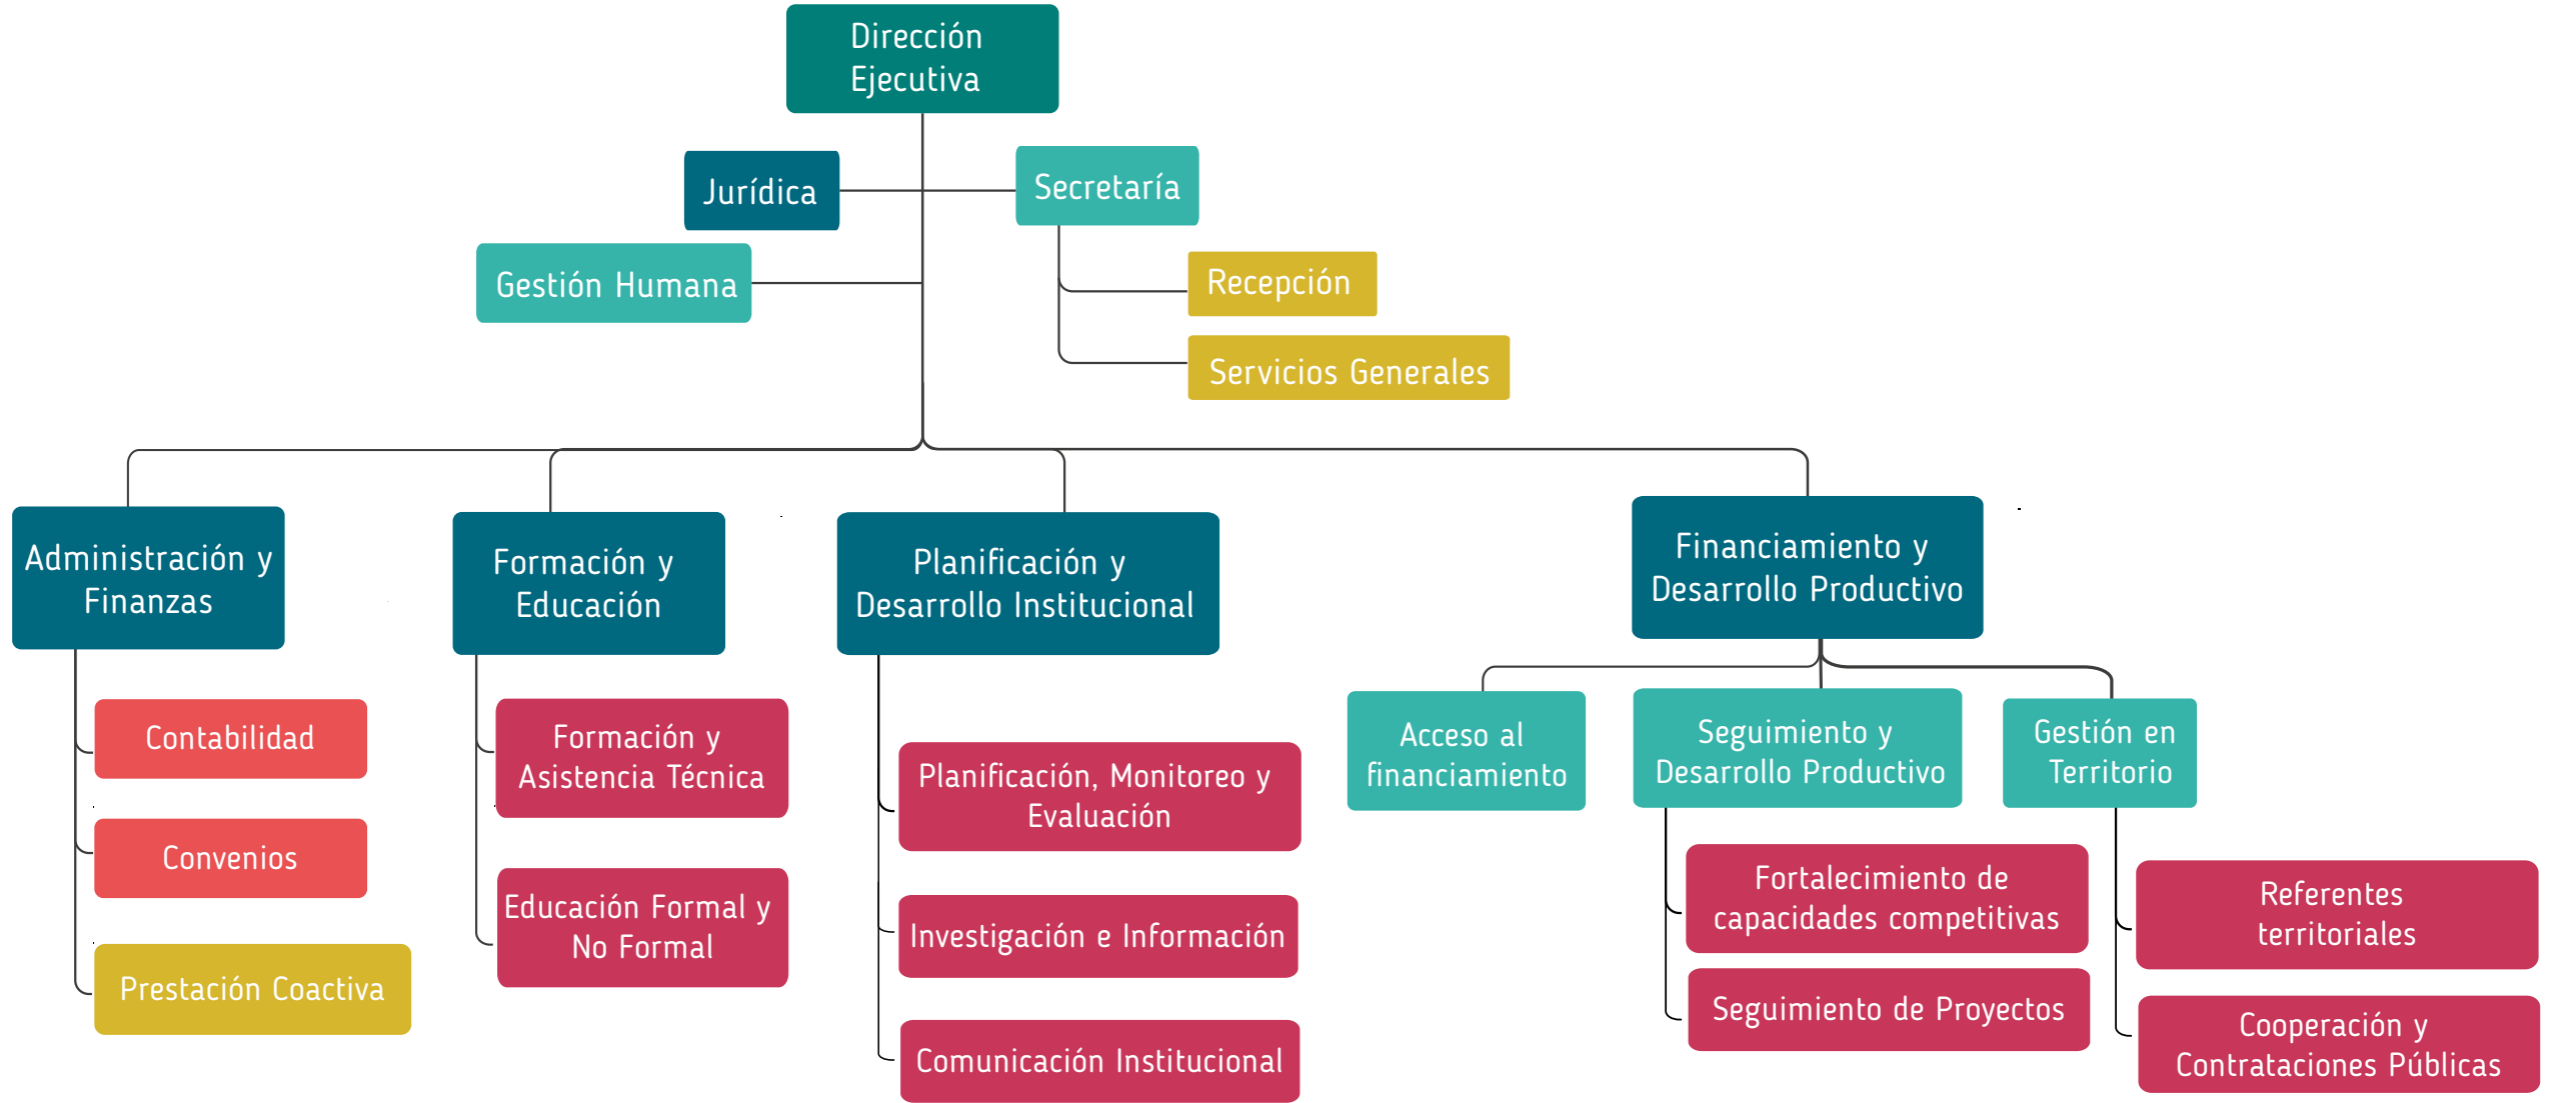 Dirección
Ejecutiva
Jurídica
Secretaría
Gestión Humana
Recepción
Servicios Generales
Administración y
Finanzas
Contabilidad
Convenios
Prestación Coactiva
Formación y
Educación
Formación y
Asistencia Técnica
Educación Formal y
No Formal
Planificación y
Desarrollo Institucional
Planificación, Monitoreo y
Evaluación
Investigación e Información
Comunicación Institucional
Financiamiento y
Desarrollo Productivo
Acceso al
financiamiento
Seguimiento y
Desarrollo Productivo
Fortalecimiento de
capacidades competitivas
Seguimiento de Proyectos
Gestión en
Territorio
Referentes
territoriales
Cooperación y
Contrataciones Públicas